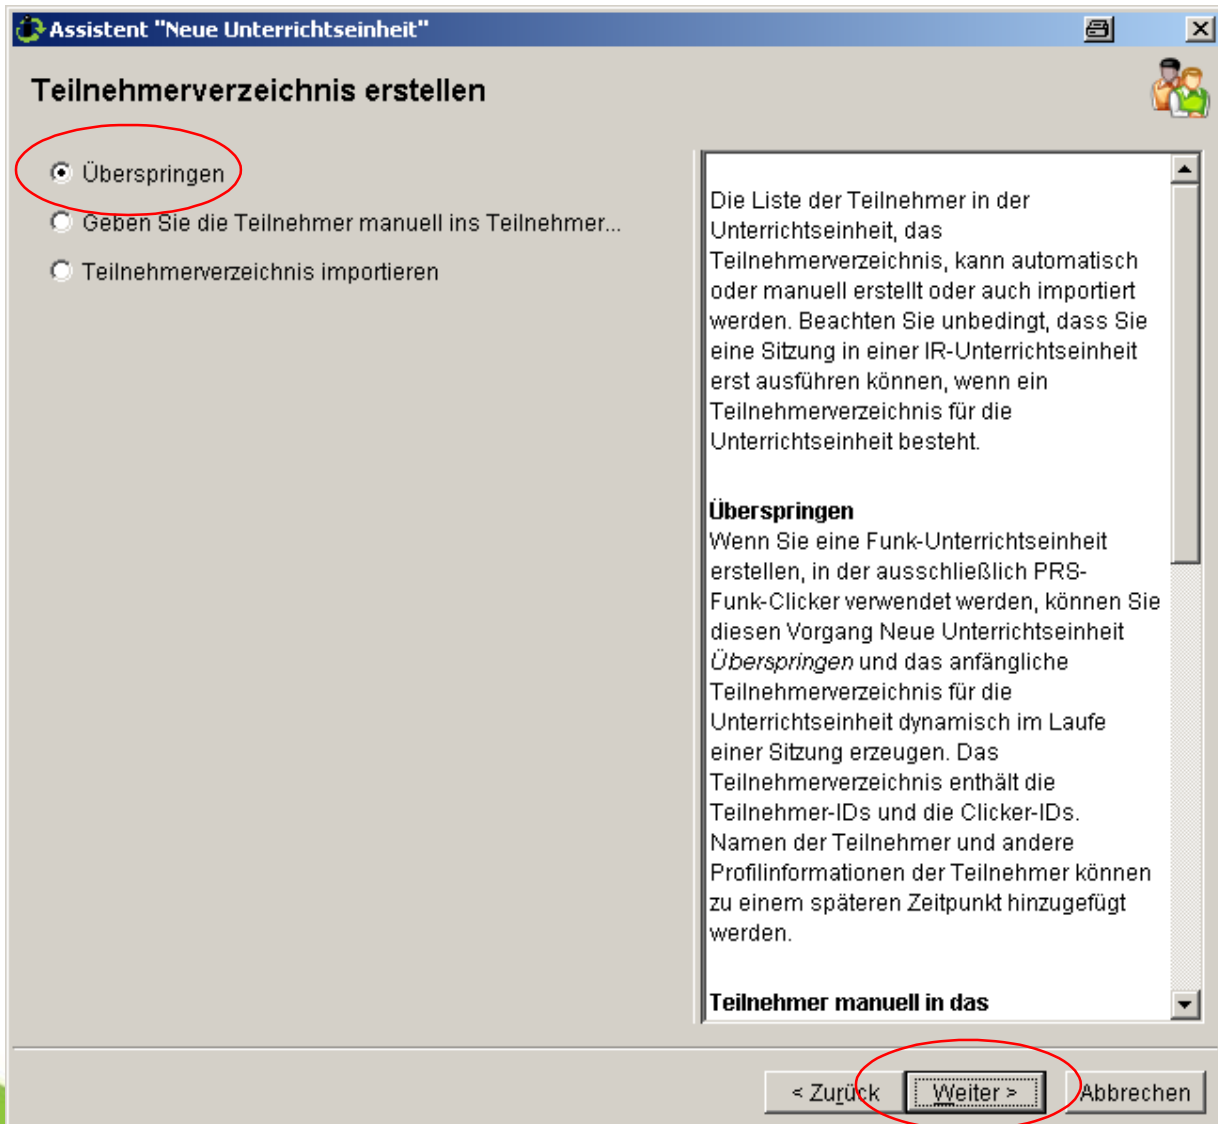 Assistent "Neue Unterrichtseinheit"
Teilnehmerverzeichnis erstellen
Überspringen
Geben Sie die Teilnehmer manuell ins Teilnehmer...
Teilnehmerverzeichnis importieren
Die Liste der Teilnehmer in der
Unterrichtseinheit, das
Teilnehmerverzeichnis, kann automatisch
oder manuell erstellt oder auch importiert
werden. Beachten Sie unbedingt, dass Sie
eine Sitzung in einer IR-Unterrichtseinheit
erst ausführen können, wenn ein
Teilnehmerverzeichnis für die
Unterrichtseinheit besteht.
Überspringen
Wenn Sie eine Funk-Unterrichtseinheit
erstellen, in der ausschließlich PRS-
Funk-Clicker verwendet werden, können Sie
diesen Vorgang Neue Unterrichtseinheit
Überspringen und das anfängliche
Teilnehmerverzeichnis für die
Unterrichtseinheit dynamisch im Laufe
einer Sitzung erzeugen. Das
Teilnehmerverzeichnis enthält die
Teilnehmer-IDs und die Clicker-IDs.
Namen der Teilnehmer und andere
Profilinformationen der Teilnehmer können
zu einem späteren Zeitpunkt hinzugefügt
werden.
Teilnehmer manuell in das
< Zurück Weiter > Abbrechen